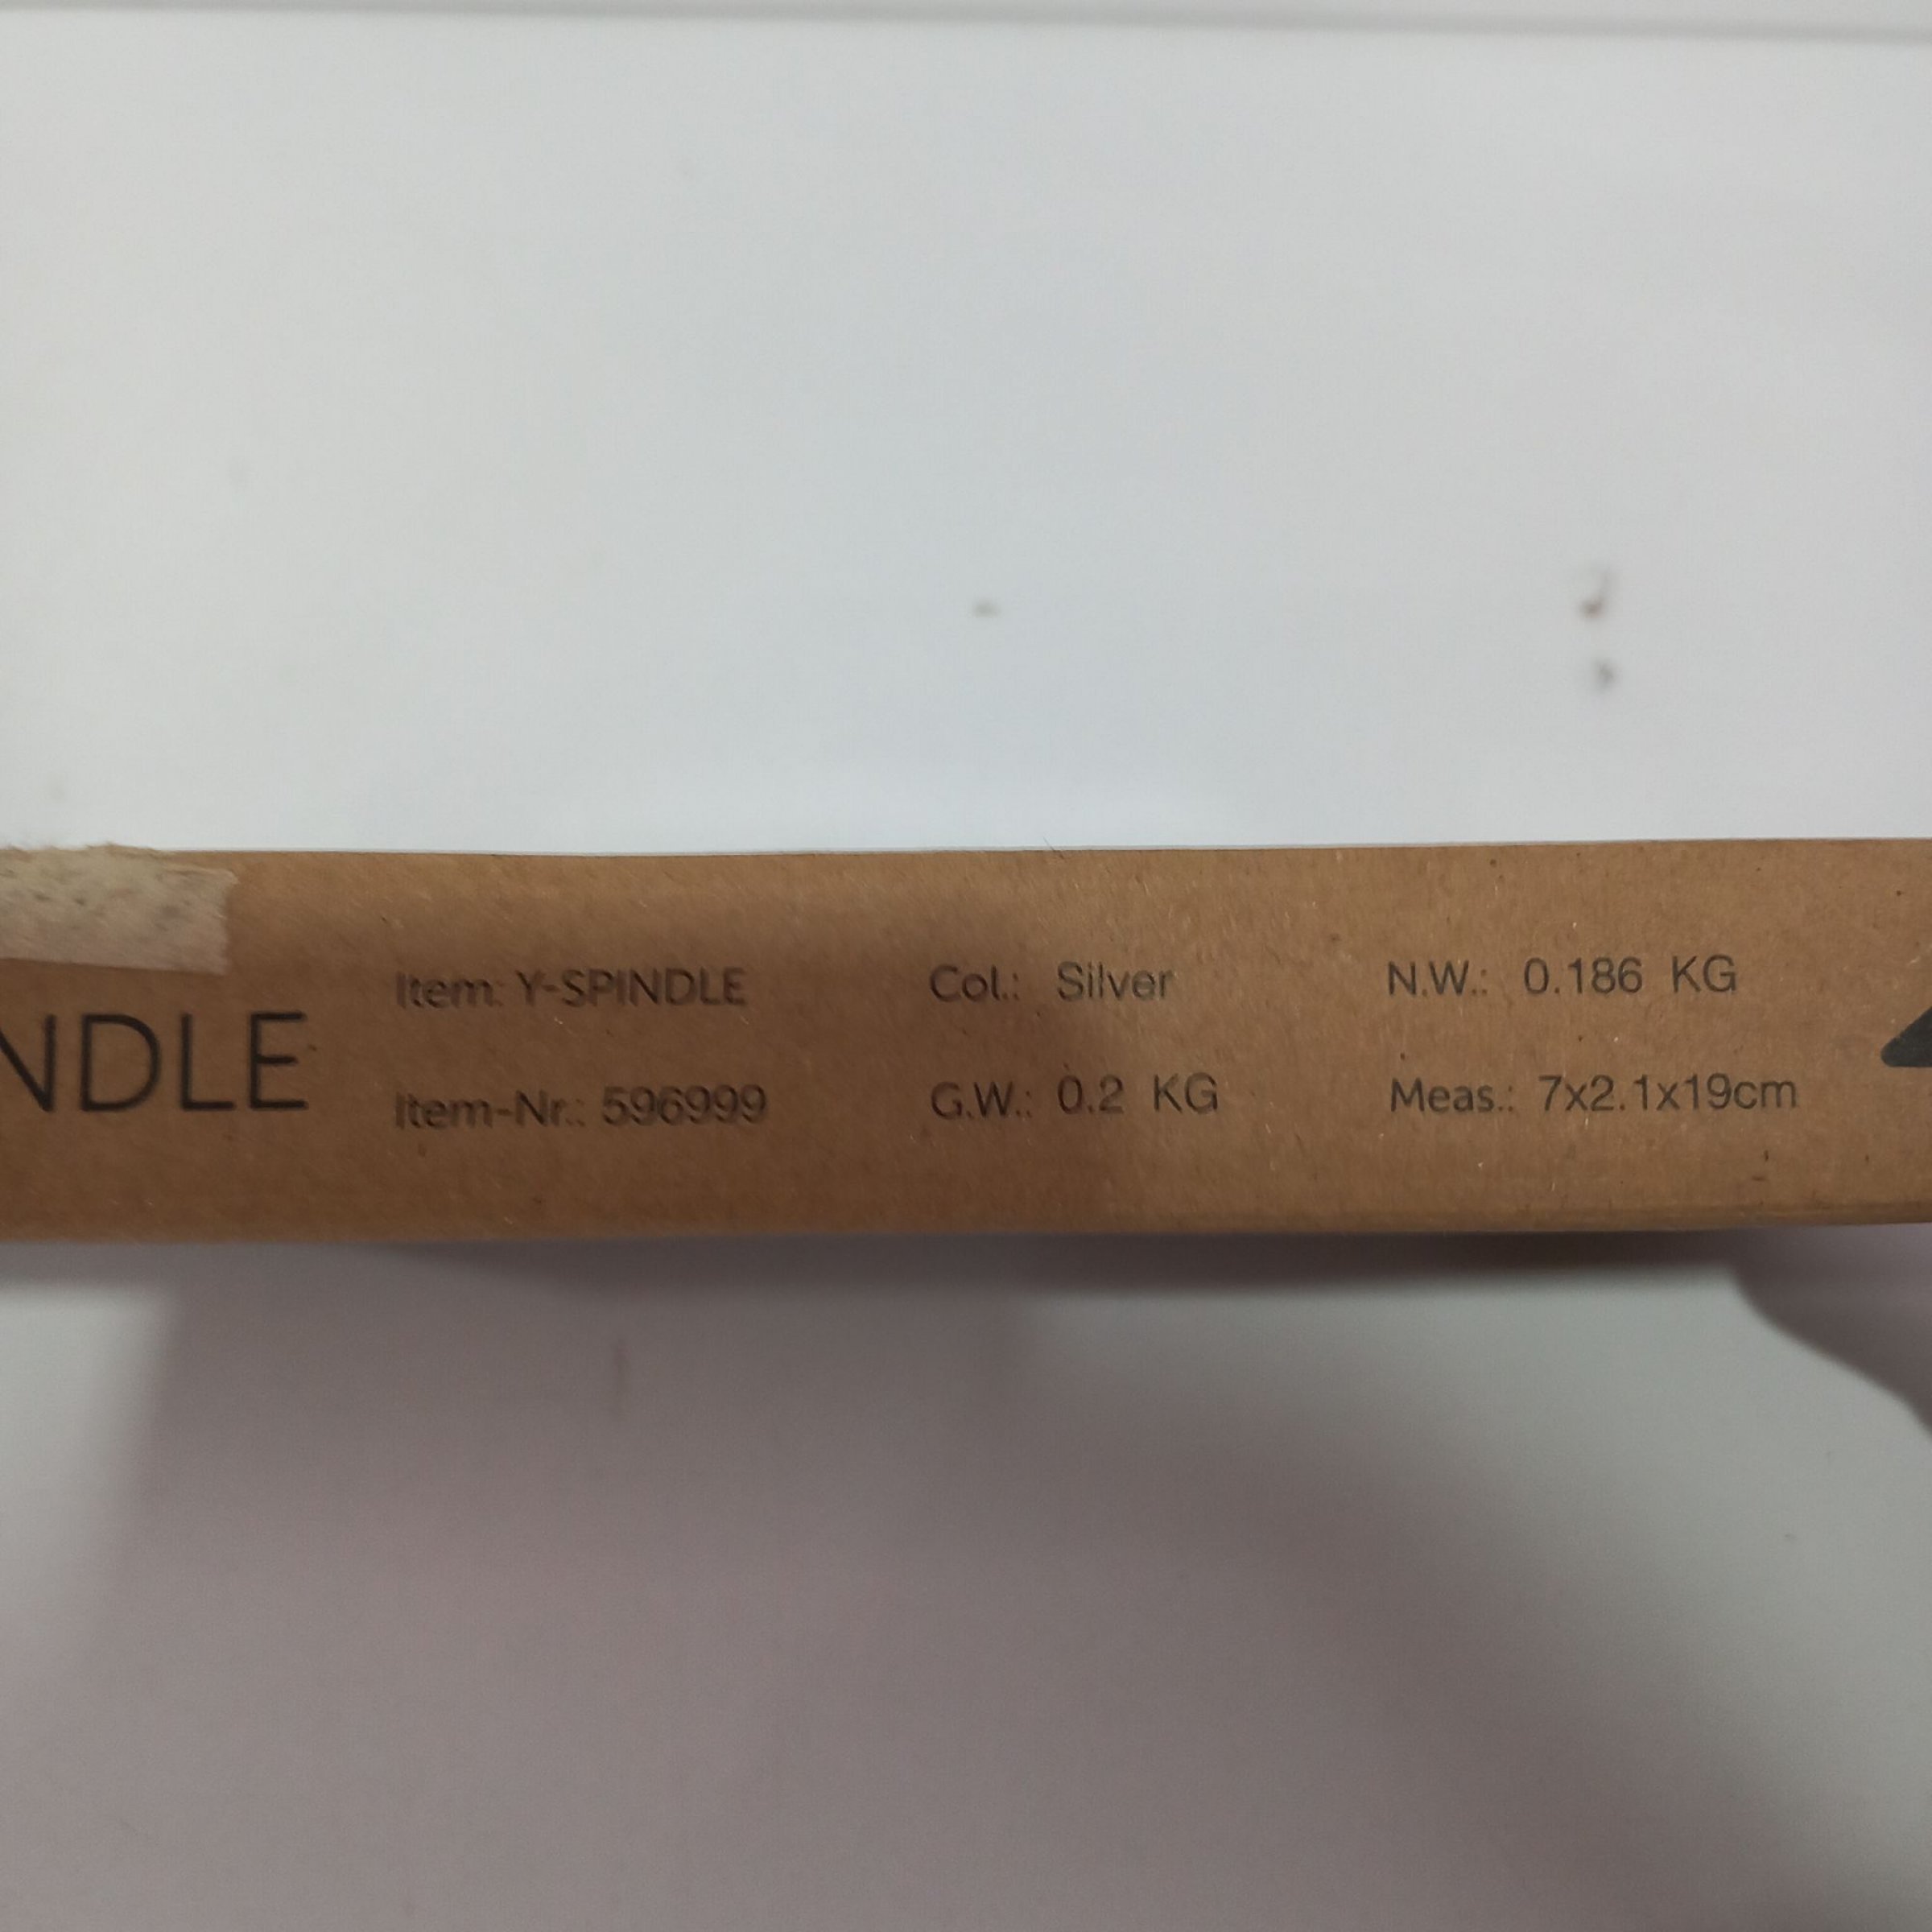 NDLE
Item: Y-SPINDLE Col.: Silver N.W.: 0.186 KG
Item-Nr.: 596999 G.W.: 0.2 KG Meas.: 7x2.1x19cm